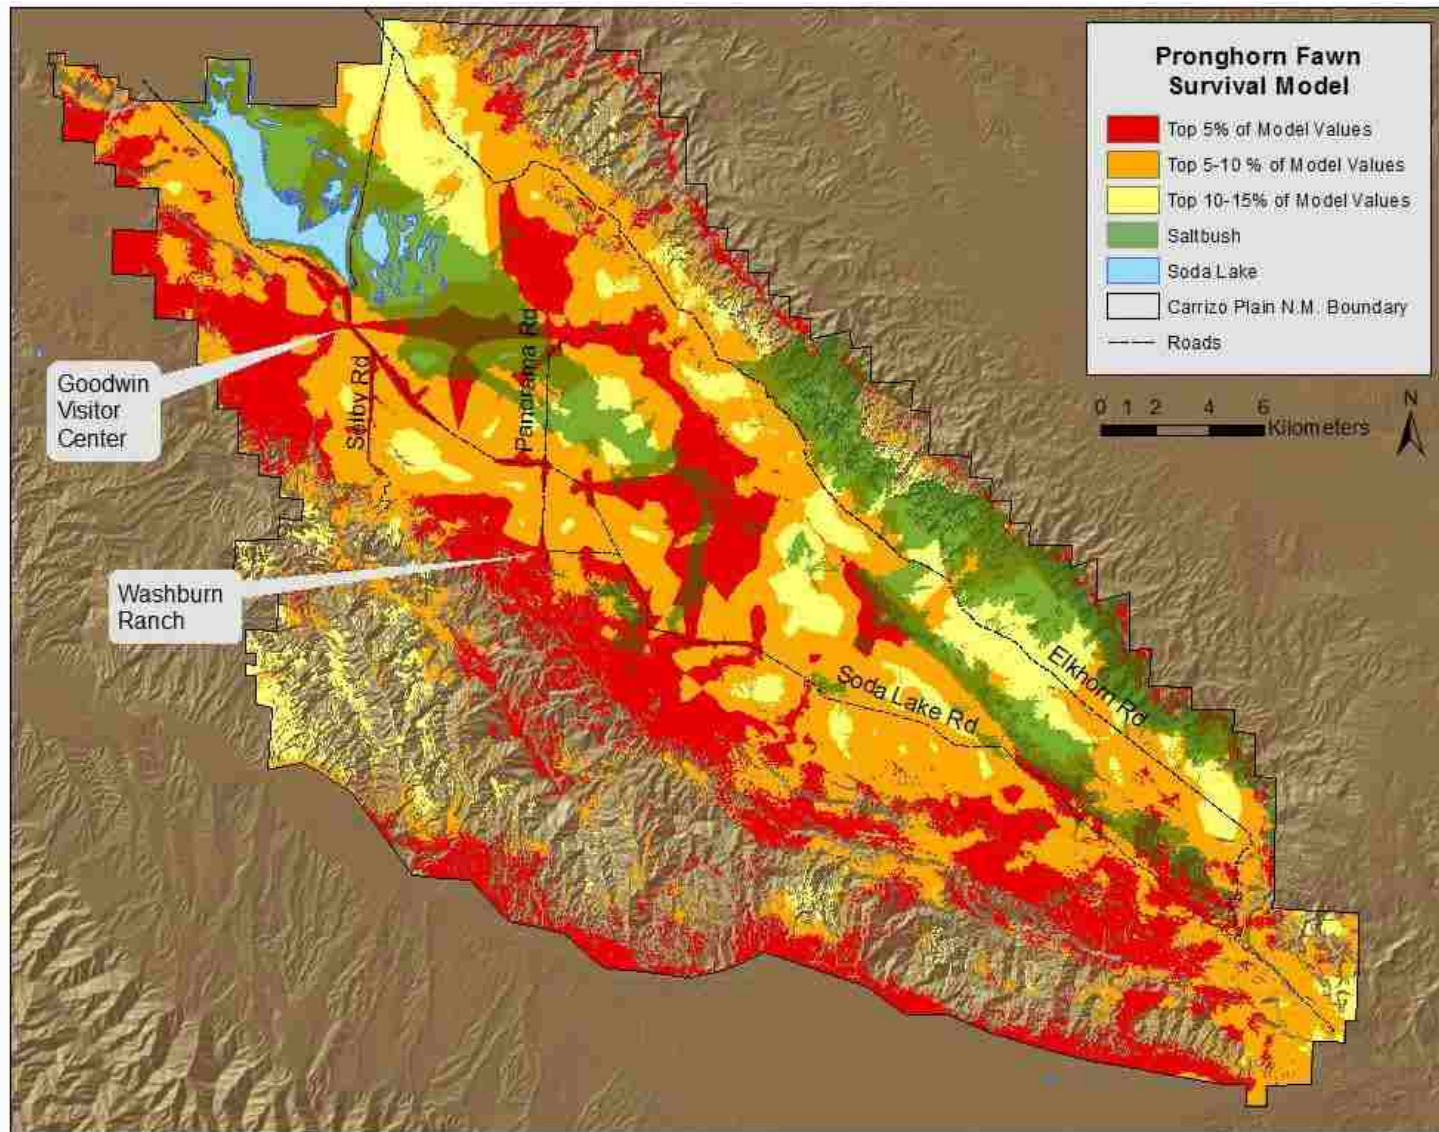 Pronghorn Fawn
Survival Model
Top 5% of Model Values
Top 5-10 % of Model Values
Top 10-15% of Model Values
Saltbush
Soda Lake
Carrizo Plain N.M. Boundary
Roads
0 1 2 4 6
Kilometers
N
Goodwin
Visitor
Center
Selby Rd
Panorama Rd
Washburn
Ranch
Elkhorn Rd
Soda Lake Rd